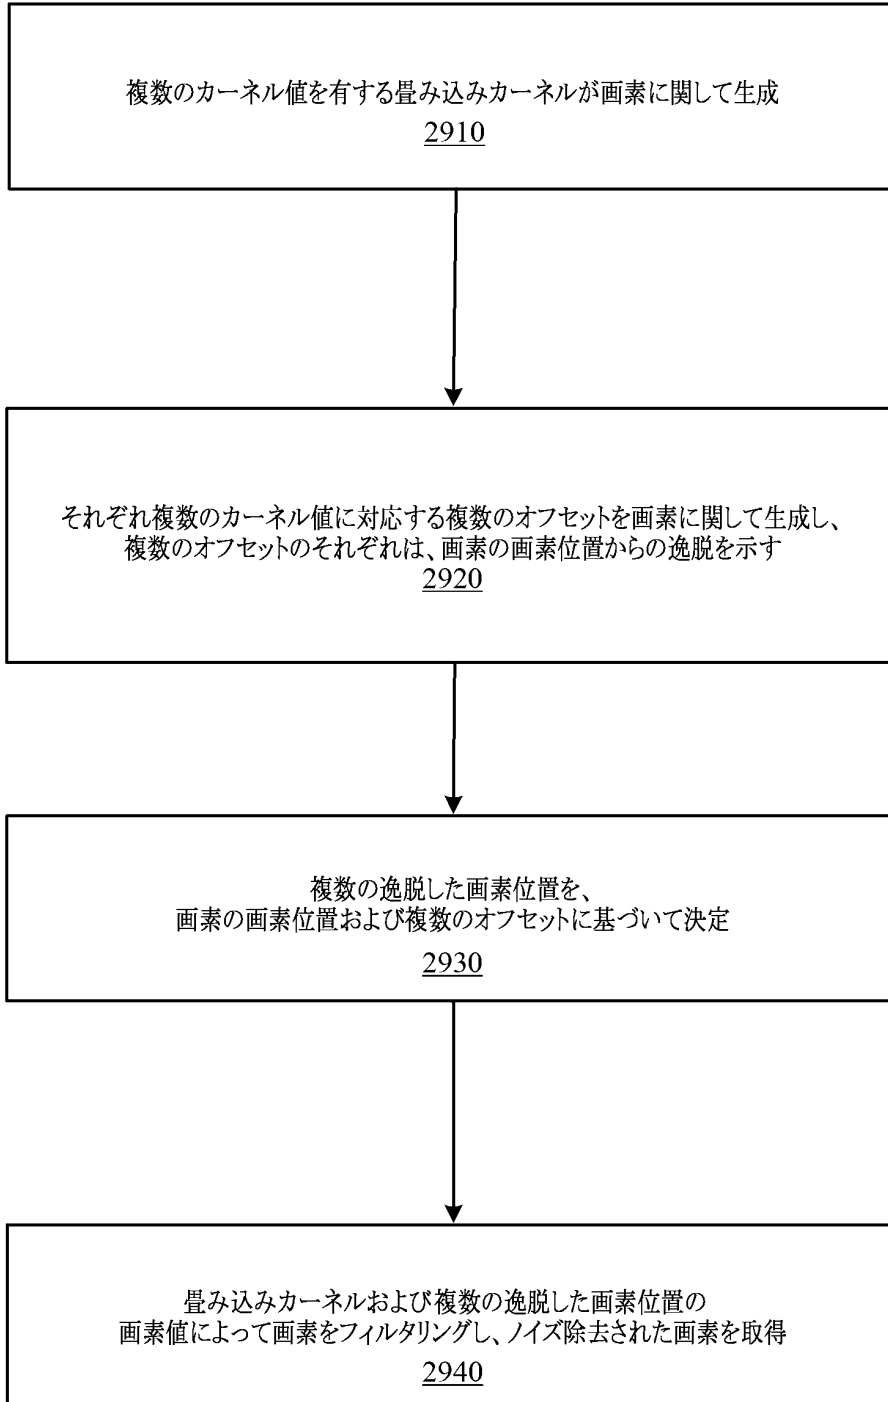 複数のカーネル値を有する畳み込みカーネルが画素に関して生成
2910
それぞれ複数のカーネル値に対応する複数のオフセットを画素に関して生成し、
複数のオフセットのそれぞれは、画素の画素位置からの逸脱を示す
2920
複数の逸脱した画素位置を、
画素の画素位置および複数のオフセットに基づいて決定
2930
畳み込みカーネルおよび複数の逸脱した画素位置の
画素値によって画素をフィルタリングし、ノイズ除去された画素を取得
2940